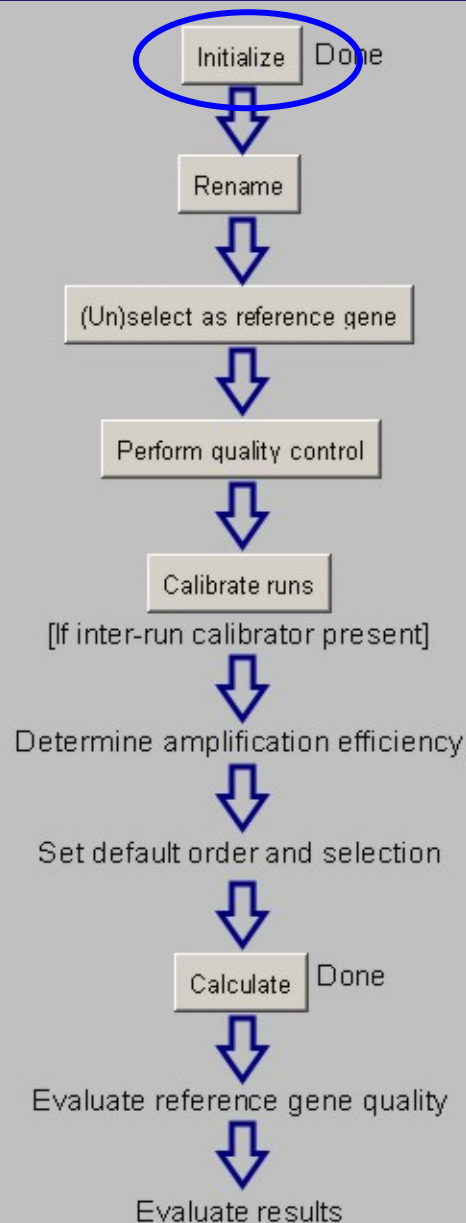 Initialize Done
Rename
(Un)select as reference gene
Perform quality control
Calibrate runs
[If inter-run calibrator present]
Determine amplification efficiency
Set default order and selection
Calculate Done
Evaluate reference gene quality
Evaluate results